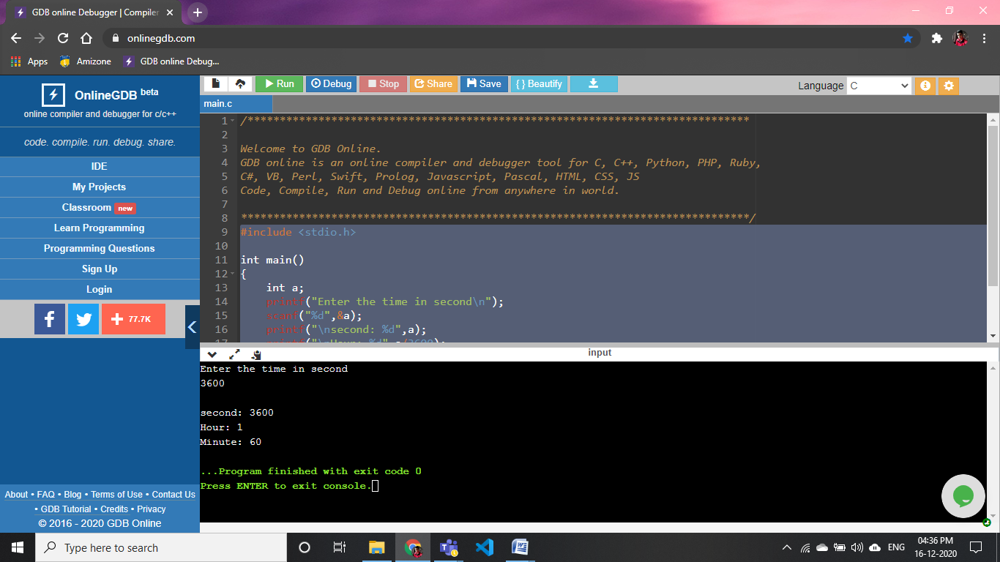 GDB online Debugger | Compiler
onlinegdb.com
Apps
Amizone
GDB online Debug...
OnlineGDB beta
online compiler and debugger for c/c++
code. compile. run. debug. share.
IDE
My Projects
Classroom new
Learn Programming
Programming Questions
Sign Up
Login
77.7K
About • FAQ • Blog • Terms of Use • Contact Us
• GDB Tutorial • Credits • Privacy
© 2016 - 2020 GDB Online
Run Debug Stop Share Save { } Beautify
Language C
main.c
1 /******************************************************************************
2
3 Welcome to GDB Online.
4 GDB online is an online compiler and debugger tool for C, C++, Python, PHP, Ruby,
5 C#, VB, Perl, Swift, Prolog, Javascript, Pascal, HTML, CSS, JS
6 Code, Compile, Run and Debug online from anywhere in world.
7
8 *******************************************************************************/
9 #include <stdio.h>
10
11 int main()
12 {
13 int a;
14 printf("Enter the time in second\n");
15 scanf("%d",&a);
16 printf("\nsecond: %d",a);
17 printf("\nHour: %d",a/3600);
input
Enter the time in second
3600
second: 3600
Hour: 1
Minute: 60
...Program finished with exit code 0
Press ENTER to exit console.
Type here to search
ENG
04:36 PM
16-12-2020